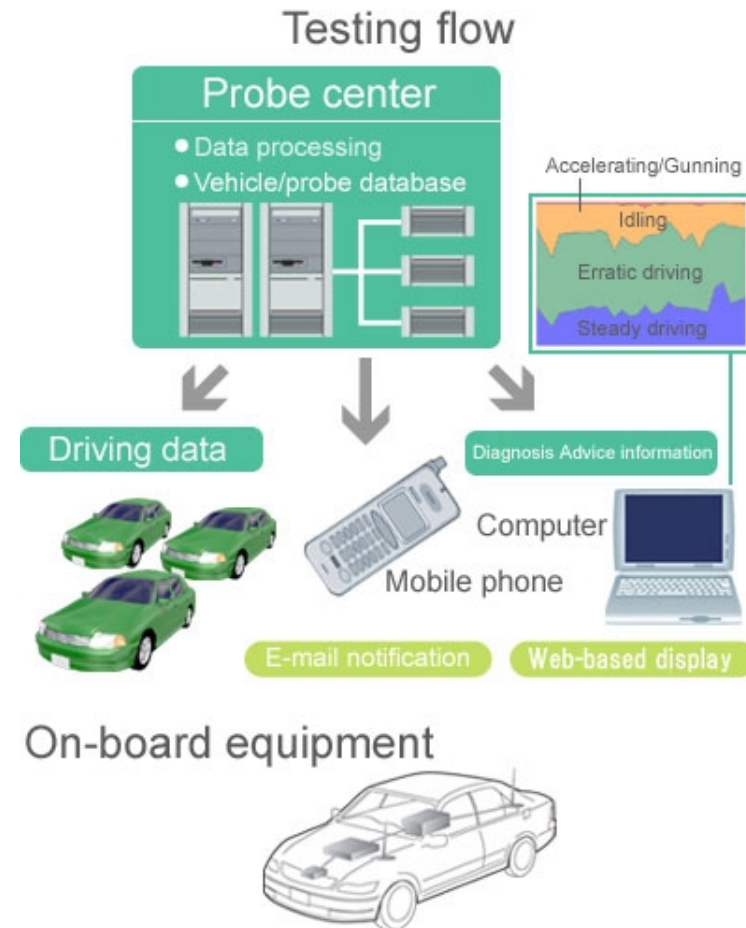 Testing flow
Probe center
● Data processing
● Vehicle/probe database
Accelerating/Gunning
Idling
Erratic driving
Steady driving
Driving data
Diagnosis Advice information
Computer
Mobile phone
E-mail notification
Web-based display
On-board equipment